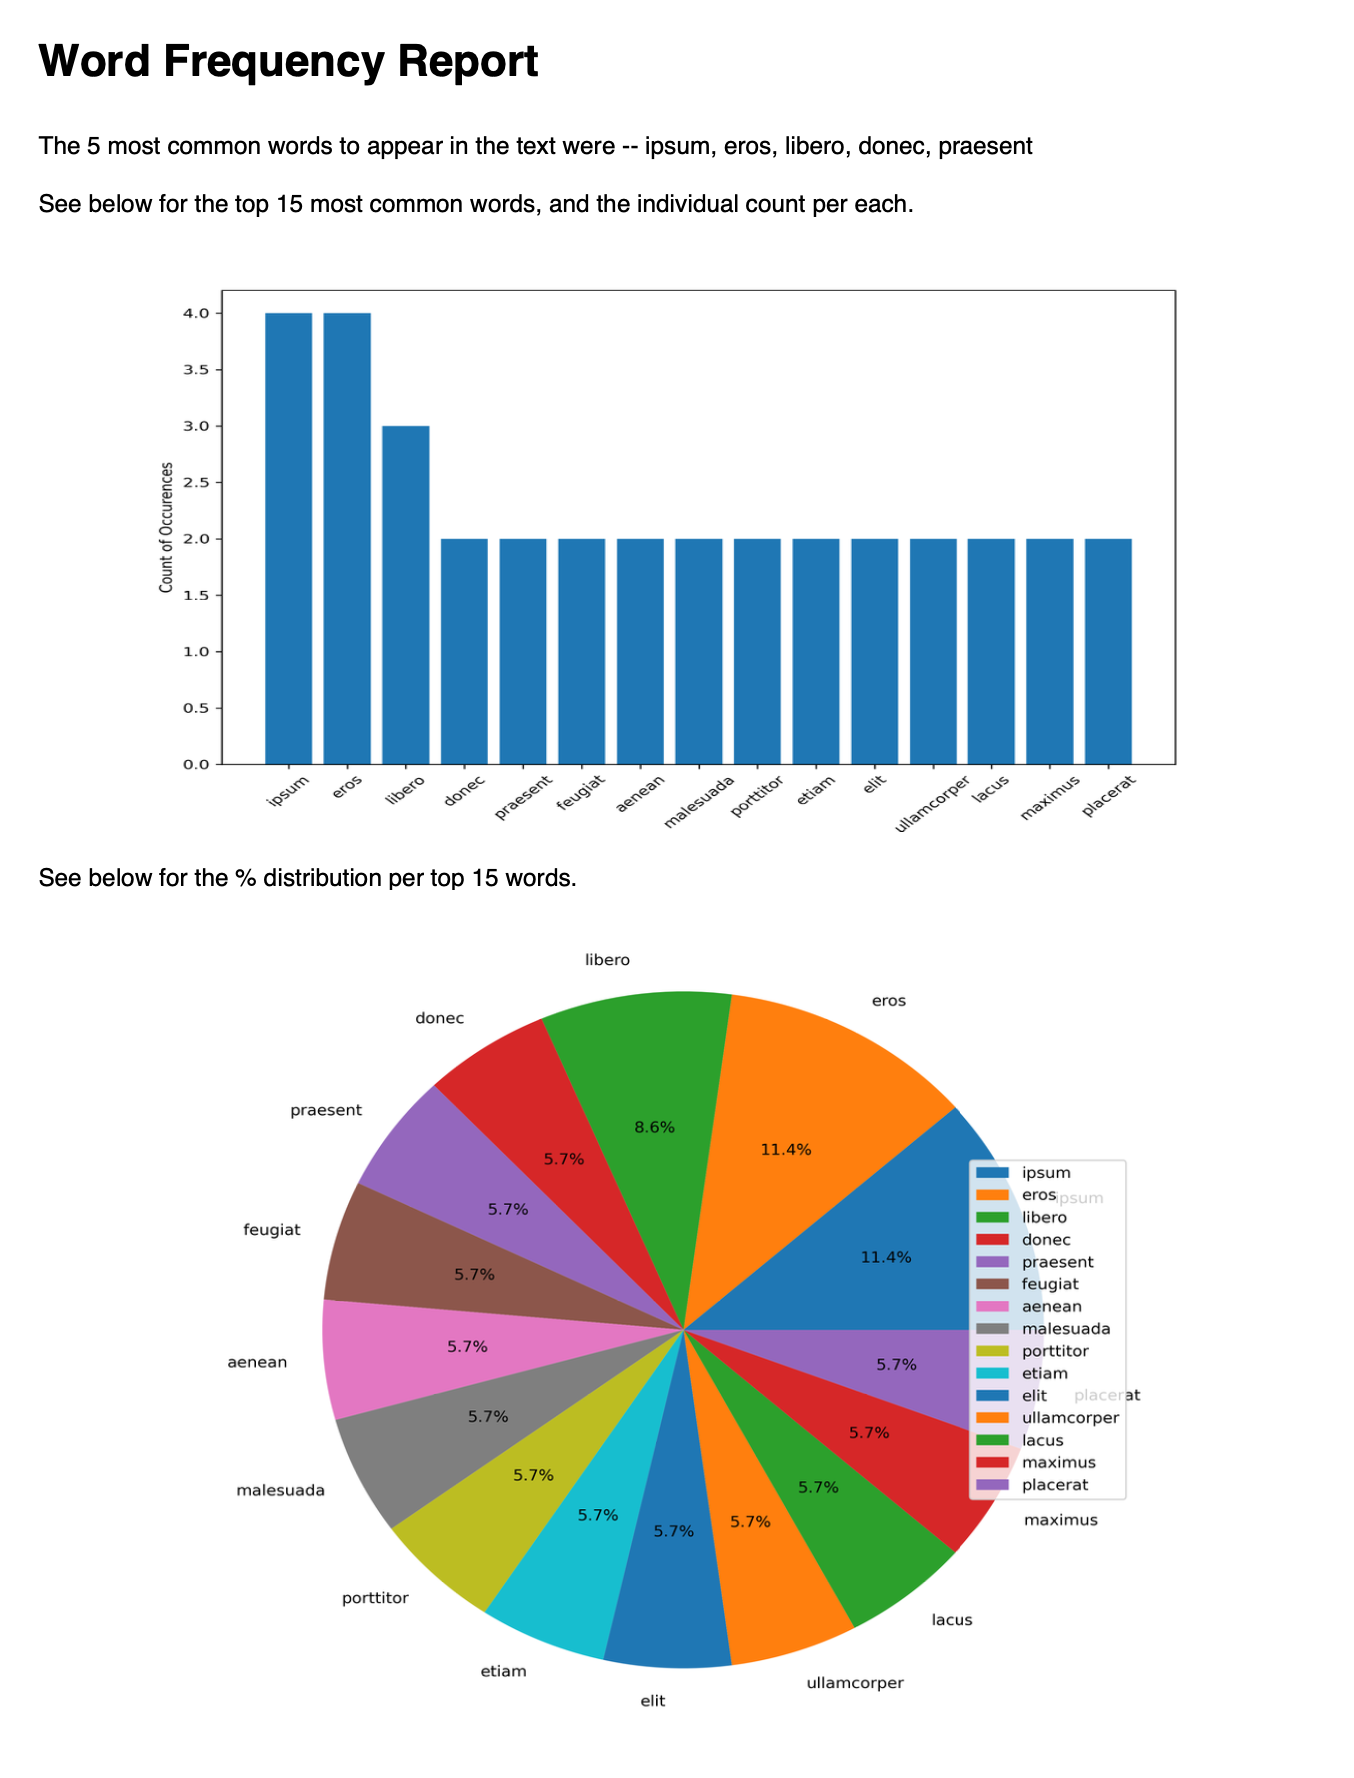 Word Frequency Report
The 5 most common words to appear in the text were -- ipsum, eros, libero, donec, praesent
See below for the top 15 most common words, and the individual count per each.
4.0
3.5
3.0
2.5
2.0
1.5
1.0
0.5
0.0
Count of Occurences
ipsum
eros
libero
donec
praesent
feugiat
aenean
malesuada
porttitor
etiam
elit
ullamcorper
lacus
maximus
placerat
See below for the % distribution per top 15 words.
libero
eros
donec
praesent
feugiat
aenean
malesuada
porttitor
etiam
elit
ullamcorper
lacus
maximus
placerat
ipsum
11.4%
11.4%
8.6%
5.7%
5.7%
5.7%
5.7%
5.7%
5.7%
5.7%
5.7%
5.7%
5.7%
5.7%
5.7%
ipsum
eros
libero
donec
praesent
feugiat
aenean
malesuada
porttitor
etiam
elit
ullamcorper
lacus
maximus
placerat